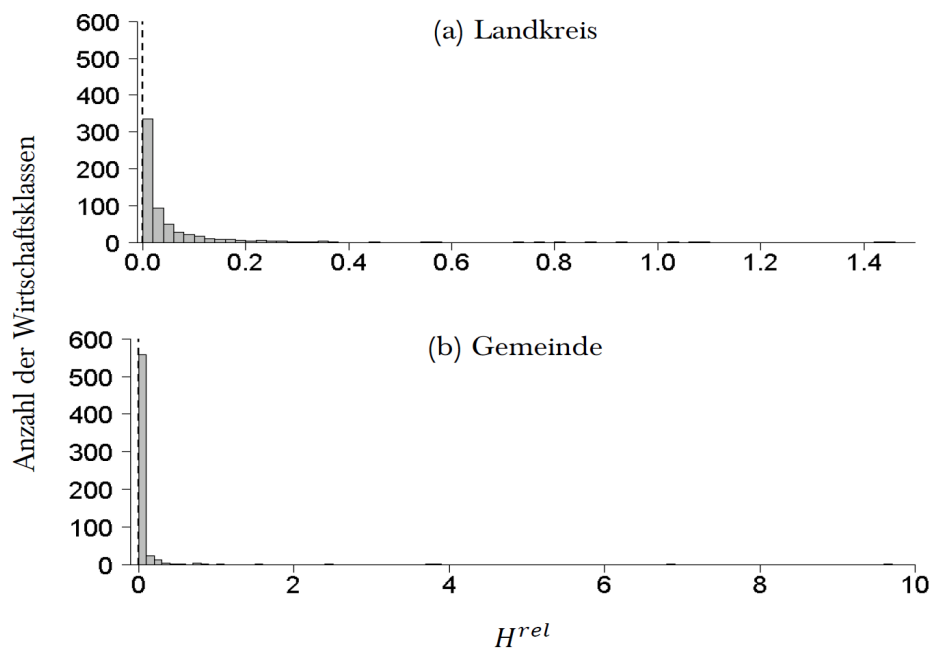 (a) Landkreis
600
500
400
300
200
100
0
0.0 0.2 0.4 0.6 0.8 1.0 1.2 1.4
Anzahl der Wirtschaftsklassen
(b) Gemeinde
600
500
400
300
200
100
0
0 2 4 6 8 10
H^{rel}